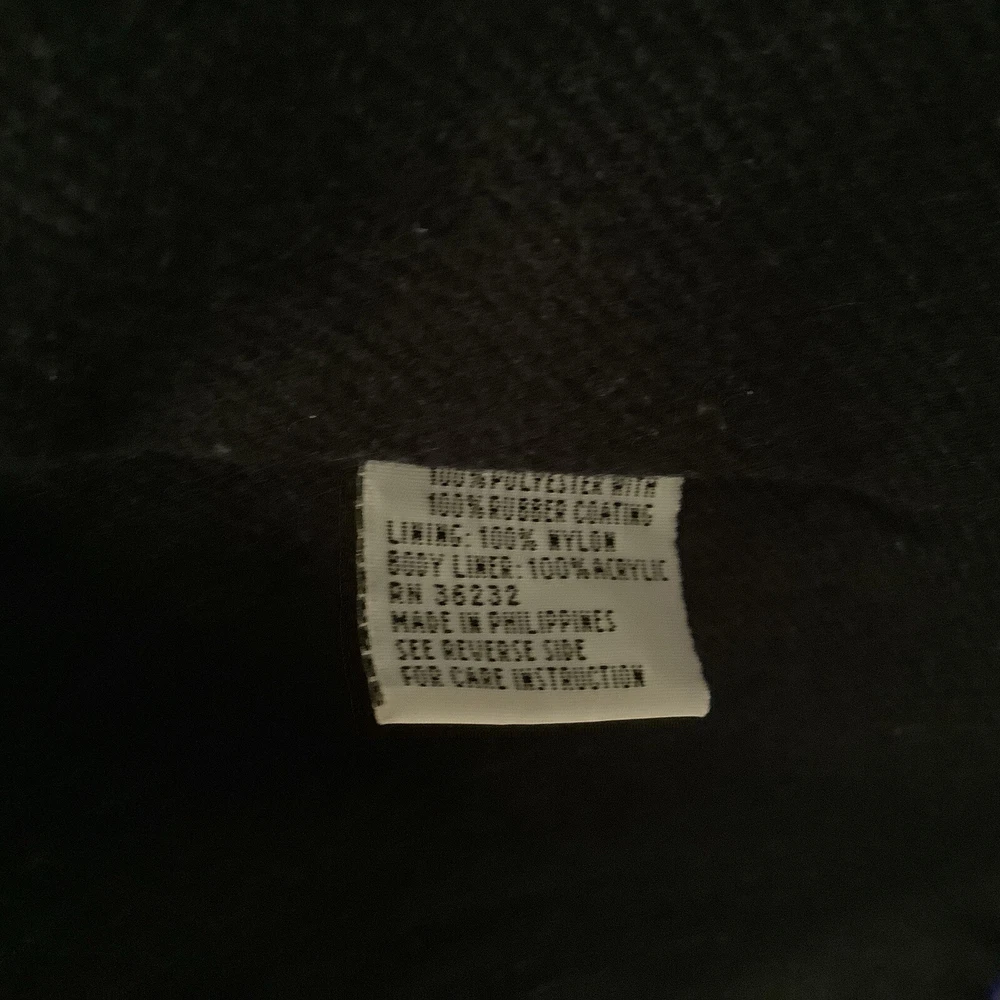 100% POLYESTER WITH
100% RUBBER COATING
LINING: 100% NYLON
BODY LINER: 100% ACRYLIC
RN 36232
MADE IN PHILIPPINES
SEE REVERSE SIDE
FOR CARE INSTRUCTION